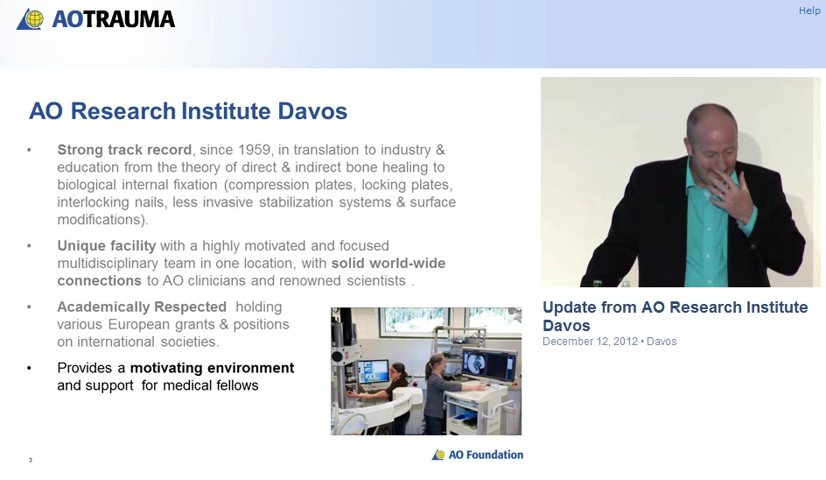 AOTRAUMA
Help
AO Research Institute Davos
• Strong track record, since 1959, in translation to industry &
education from the theory of direct & indirect bone healing to
biological internal fixation (compression plates, locking plates,
interlocking nails, less invasive stabilization systems & surface
modifications).
• Unique facility with a highly motivated and focused
multidisciplinary team in one location, with solid world-wide
connections to AO clinicians and renowned scientists .
• Academically Respected holding
various European grants & positions
on international societies.
• Provides a motivating environment
and support for medical fellows
3
AO Foundation
Update from AO Research Institute
Davos
December 12, 2012 • Davos